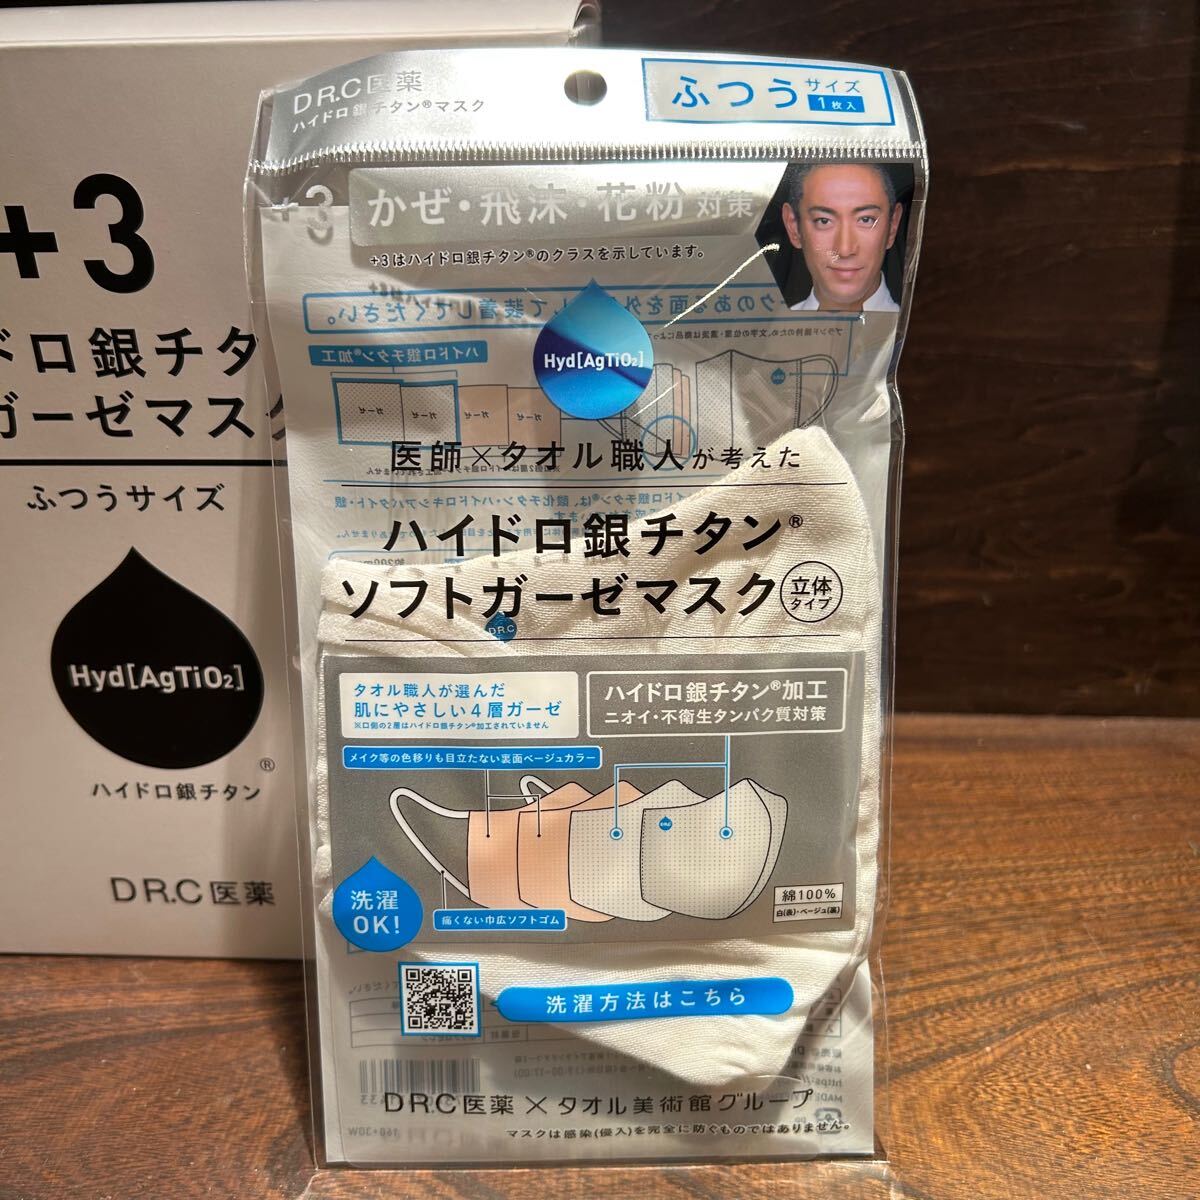 +3
ドロ銀チタ
ガーゼマスク
ふつうサイズ
Hyd[AgTiO2]
®
ハイドロ銀チタン
DR.C医薬
DR.C医薬
ハイドロ銀チタン®マスク
ふつうサイズ
1枚入
+3
かぜ・飛沫・花粉対策
+3はハイドロ銀チタン®のクラスを示しています。
Hyd[AgTiO2]
医師×タオル職人が考えた
ハイドロ銀チタン®
ソフトガーゼマスク
立体
タイプ
DR.C
タオル職人が選んだ
肌にやさしい4層ガーゼ
※口側の2層はハイドロ銀チタン®加工されていません
ハイドロ銀チタン®加工
ニオイ・不衛生タンパク質対策
メイク等の色移りも目立たない裏面ベージュカラー
DR.C
洗濯
OK!
痛くない巾広ソフトゴム
綿100%
白(表)・ベージュ(裏)
洗濯方法はこちら
DR.C医薬×タオル美術館グループ
マスクは感染(侵入)を完全に防ぐものではありません。